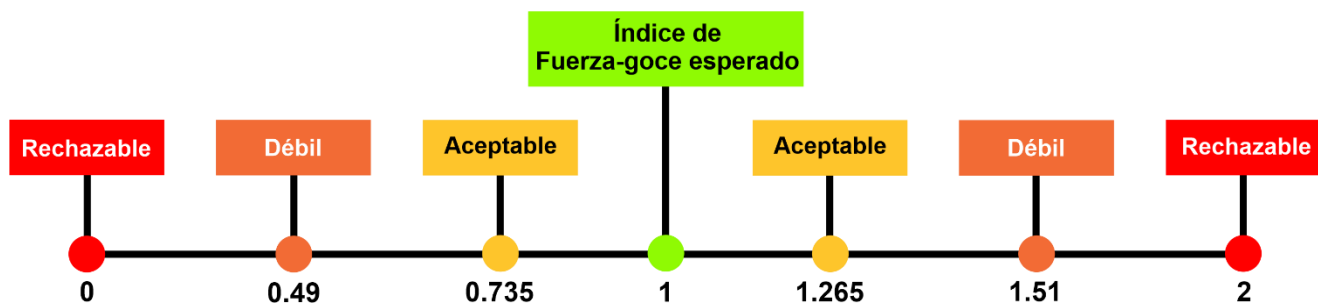 Índice de
Fuerza-goce esperado
Rechazable
Débil
Aceptable
Aceptable
Débil
Rechazable
0
0.49
0.735
1
1.265
1.51
2